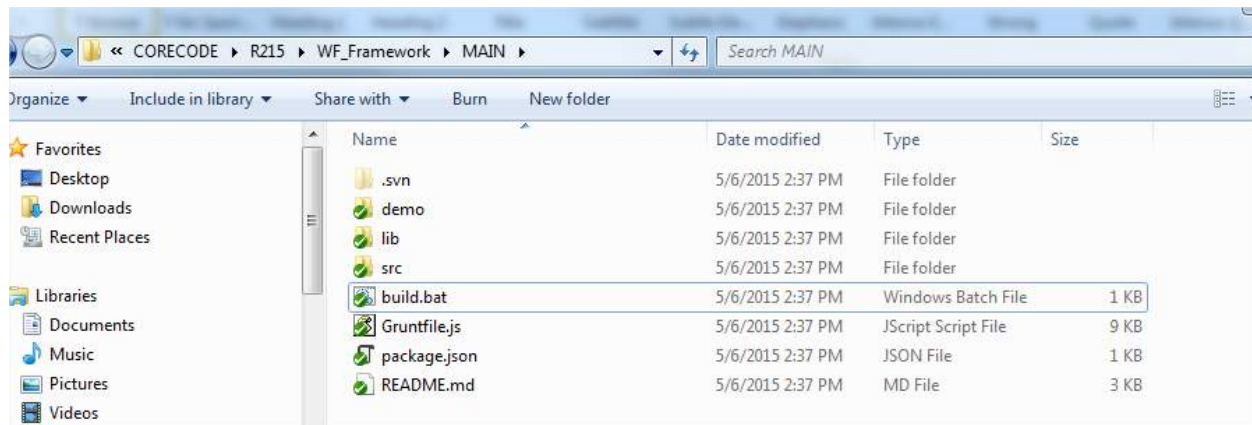 « CORECODE ▸ R215 ▸ WF_Framework ▸ MAIN ▸ Search MAIN
Organize Include in library Share with Burn New folder
Name Date modified Type Size
Favorites
Desktop
Downloads
Recent Places
Libraries
Documents
Music
Pictures
Videos
.svn 5/6/2015 2:37 PM File folder
demo 5/6/2015 2:37 PM File folder
lib 5/6/2015 2:37 PM File folder
src 5/6/2015 2:37 PM File folder
build.bat 5/6/2015 2:37 PM Windows Batch File 1 KB
Gruntfile.js 5/6/2015 2:37 PM JScript Script File 9 KB
package.json 5/6/2015 2:37 PM JSON File 1 KB
README.md 5/6/2015 2:37 PM MD File 3 KB